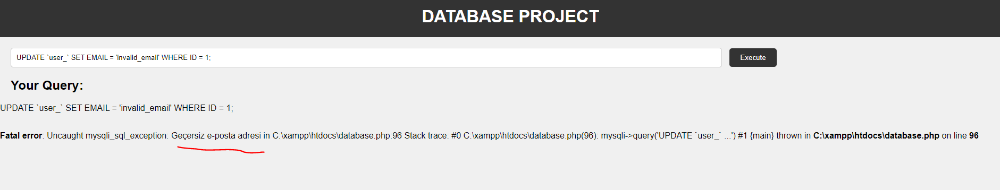 DATABASE PROJECT
UPDATE `user_` SET EMAIL = 'invalid_email' WHERE ID = 1;
Execute
Your Query:
UPDATE `user_` SET EMAIL = 'invalid_email' WHERE ID = 1;
Fatal error: Uncaught mysqli_sql_exception: Geçersiz e-posta adresi in C:\xampp\htdocs\database.php:96 Stack trace: #0 C:\xampp\htdocs\database.php(96): mysqli->query('UPDATE `user_` ...') #1 {main} thrown in C:\xampp\htdocs\database.php on line 96